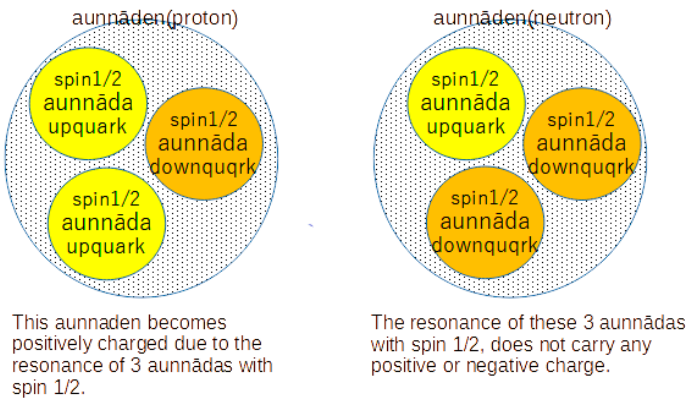 aunnāden(proton)
spin1/2
aunnāda
upquark
spin1/2
aunnāda
downquqrk
spin1/2
aunnāda
upquark
This aunnaden becomes
positively charged due to the
resonance of 3 aunnādas with
spin 1/2.
aunnāden(neutron)
spin1/2
aunnāda
upquark
spin1/2
aunnāda
downquqrk
spin1/2
aunnāda
downquqrk
The resonance of these 3 aunnādas
with spin 1/2, does not carry any
positive or negative charge.